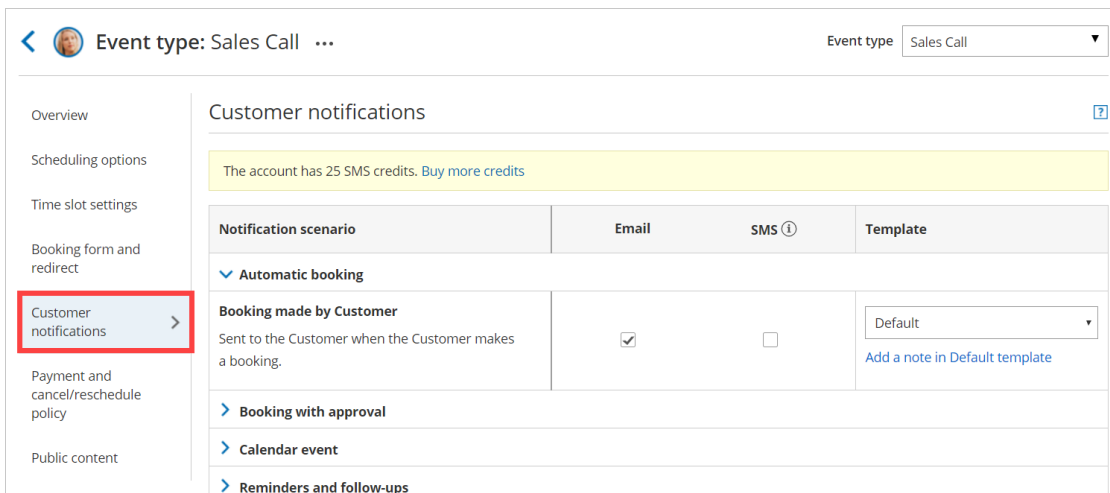 Event type: Sales Call ...
Event type
Sales Call
Overview
Scheduling options
Time slot settings
Booking form and
redirect
Customer
notifications
Payment and
cancel/reschedule
policy
Public content
Customer notifications
?
The account has 25 SMS credits. Buy more credits
Notification scenario Email SMS i Template
Automatic booking
Booking made by Customer
Sent to the Customer when the Customer makes
a booking.
Default
Add a note in Default template
Booking with approval
Calendar event
Reminders and follow-ups